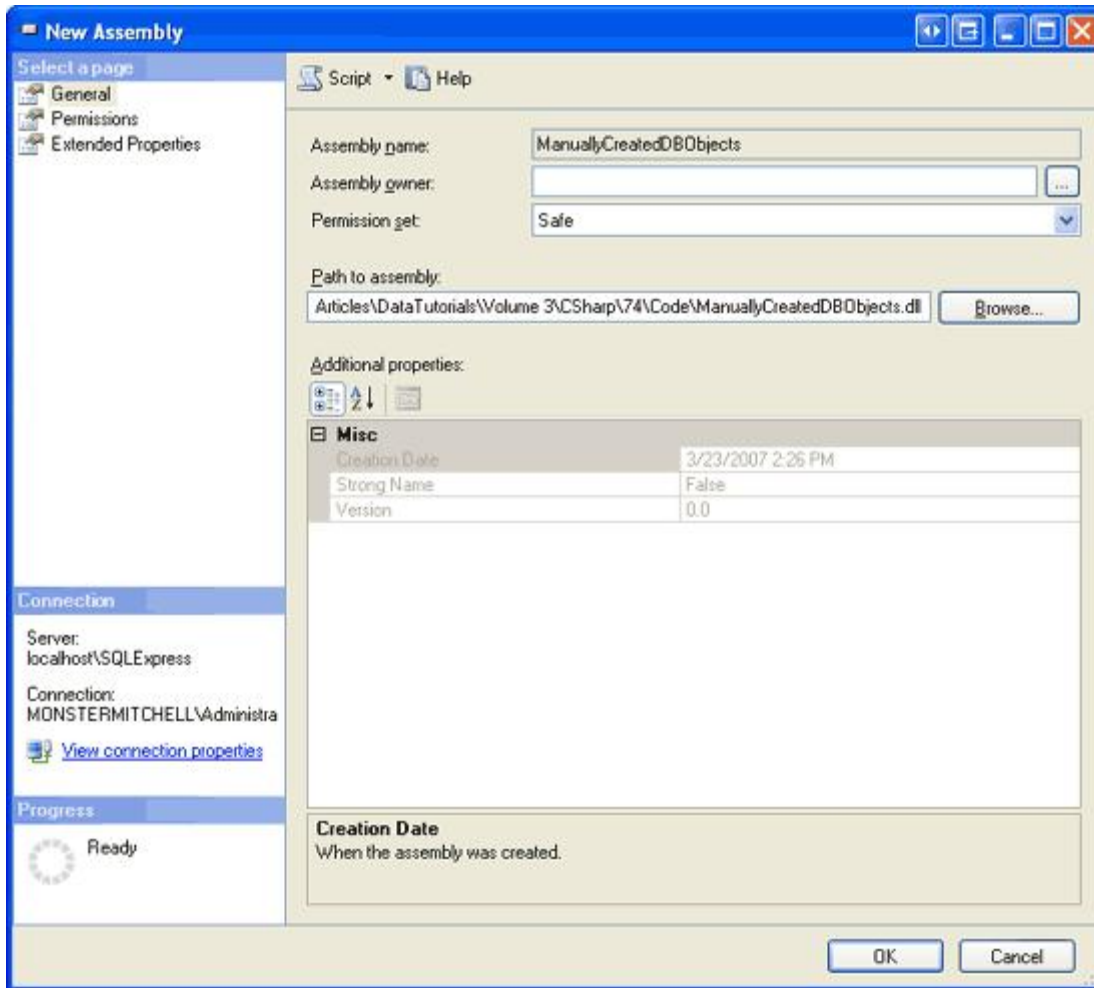 New Assembly
Select a page
General
Permissions
Extended Properties
Script Help
Assembly name: ManuallyCreatedDBObjects
Assembly owner: ...
Permission set: Safe
Path to assembly:
Articles\DataTutorials\Volume 3\CSharp\74\Code\ManuallyCreatedDBObjects.dll Browse...
Additional properties:
Misc
Creation Date 3/23/2007 2:26 PM
Strong Name False
Version 0.0
Connection
Server:
localhost\SQLExpress
Connection:
MONSTERMITCHELL\Administra
View connection properties
Progress
Ready
Creation Date
When the assembly was created.
OK Cancel